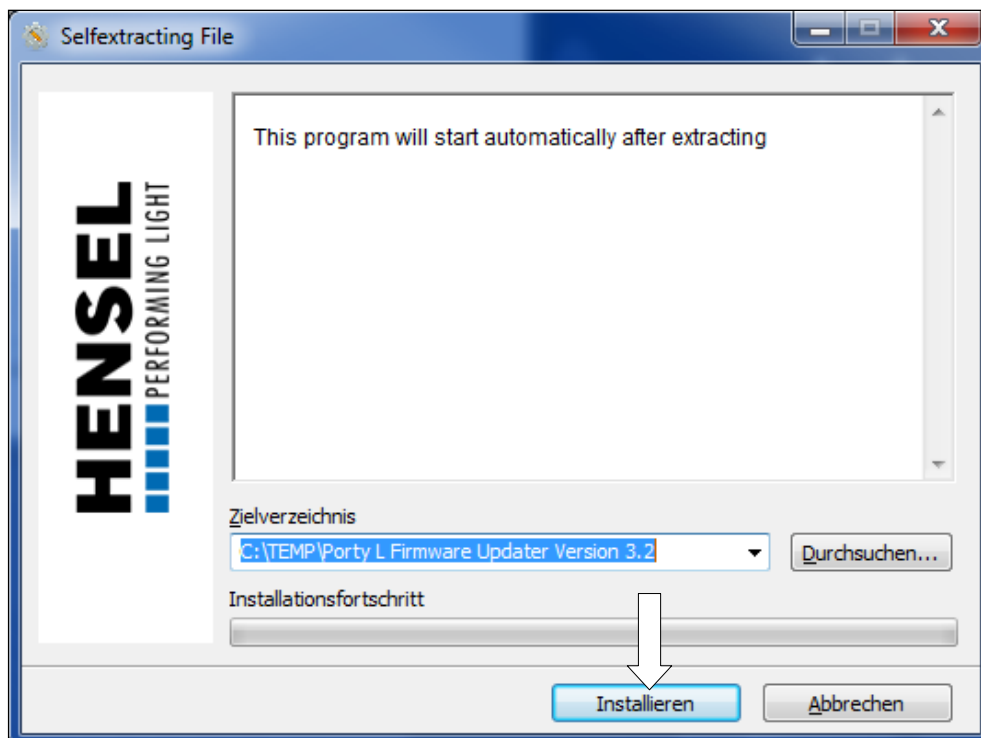 Selfextracting File
HENSEL
PERFORMING LIGHT
This program will start automatically after extracting
Zielverzeichnis
C:\TEMP\Porty L Firmware Updater Version 3.2
Durchsuchen...
Installationsfortschritt
Installieren
Abbrechen